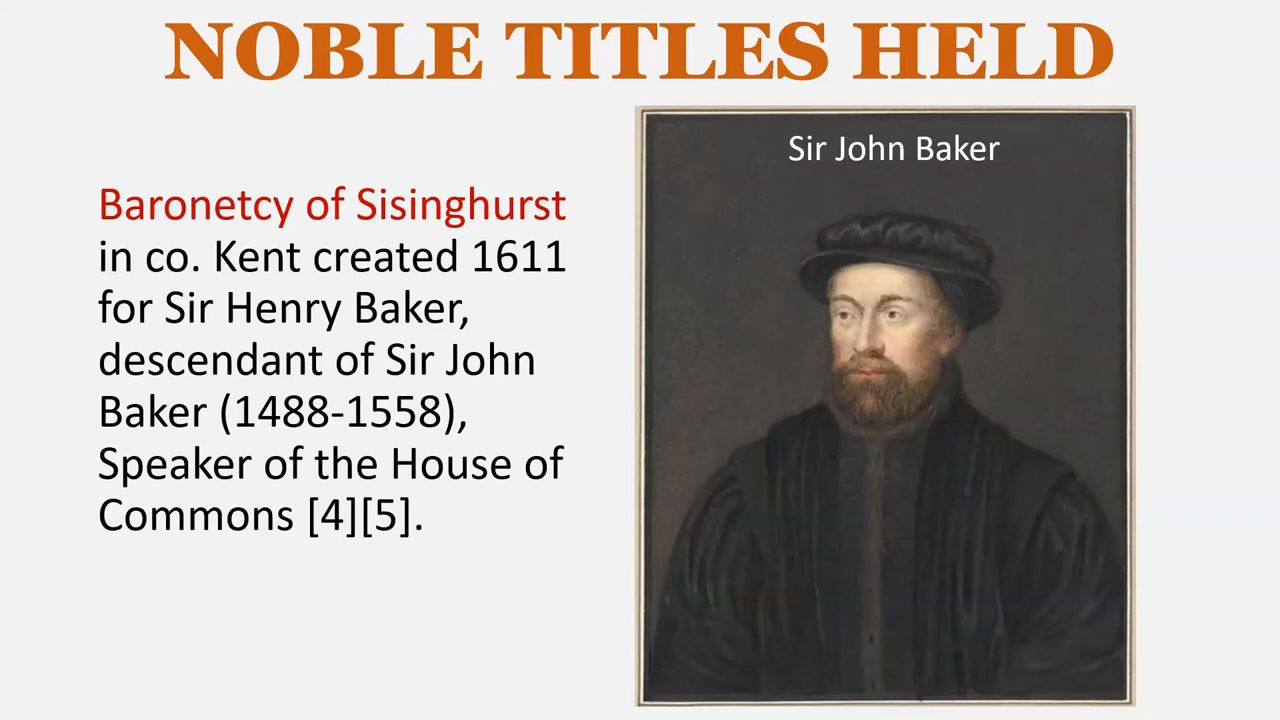 NOBLE TITLES HELD
Sir John Baker
Baronetcy of Sisinghurst
in co. Kent created 1611
for Sir Henry Baker,
descendant of Sir John
Baker (1488-1558),
Speaker of the House of
Commons [4][5].